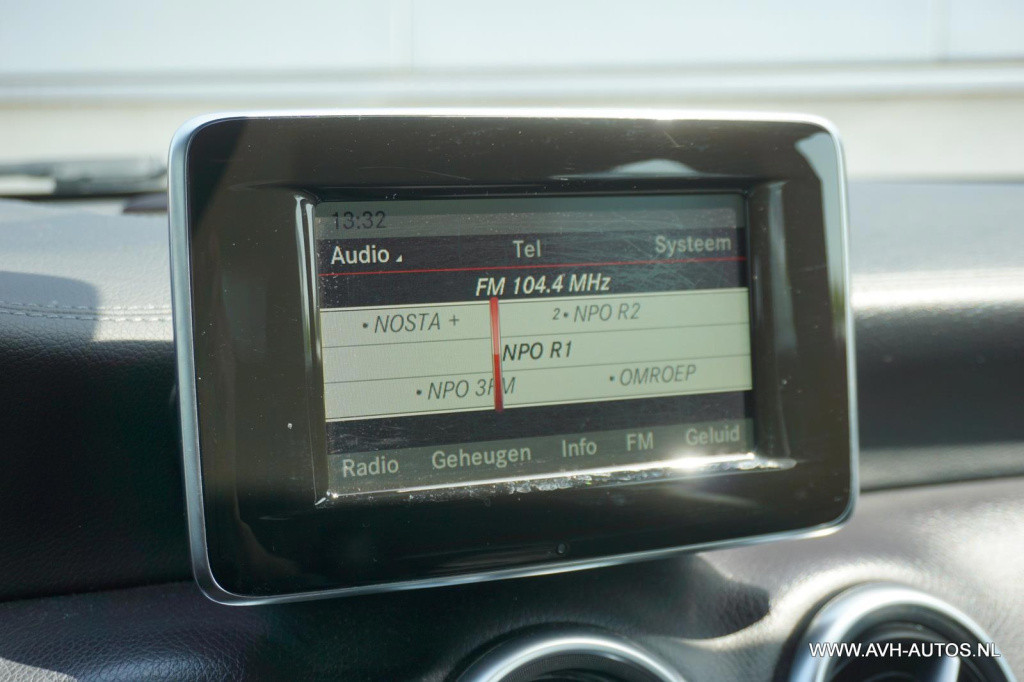 13:32
Audio Tel Systeem
FM 104.4 MHz
• NOSTA + 2• NPO R2
NPO R1
• NPO 3FM • OMROEP
Radio Geheugen Info FM Geluid
WWW.AVH-AUTOS.NL